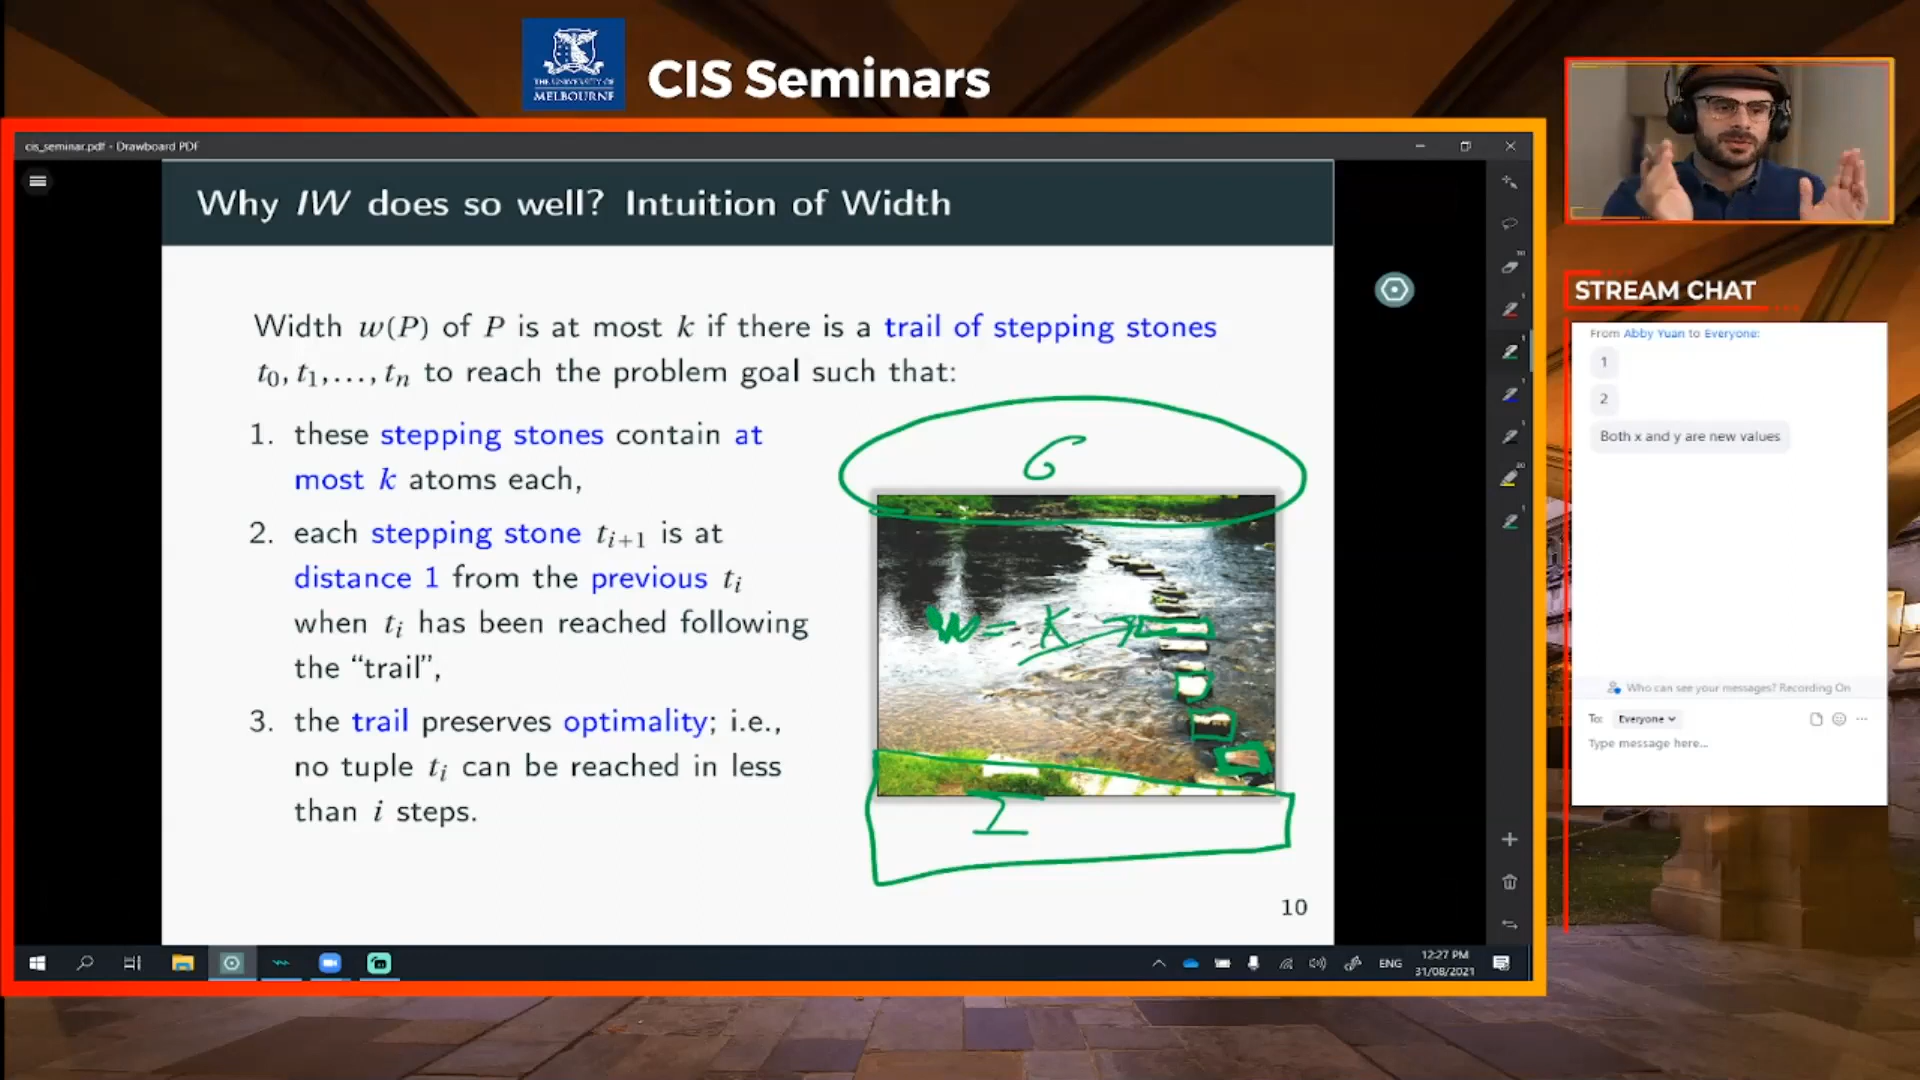 THE UNIVERSITY OF
MELBOURNE
CIS Seminars
cis_seminar.pdf - Drawboard PDF
Why IW does so well? Intuition of Width
Width w(P) of P is at most k if there is a trail of stepping stones
t0, t1, . . . , tn to reach the problem goal such that:
1. these stepping stones contain at
most k atoms each,
2. each stepping stone ti+1 is at
distance 1 from the previous ti
when ti has been reached following
the “trail”,
3. the trail preserves optimality; i.e.,
no tuple ti can be reached in less
than i steps.
G
W = K
I
10
ENG
12:27 PM
31/08/2021
STREAM CHAT
From Abby Yuan to Everyone:
1
2
Both x and y are new values
Who can see your messages? Recording On
To: Everyone
Type message here...